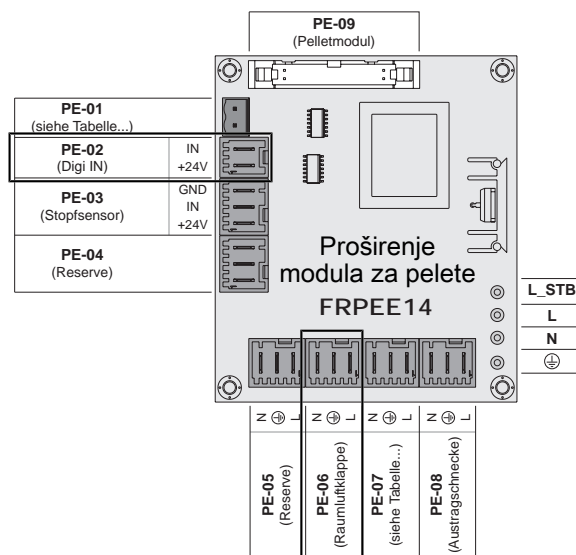 PE-09
(Pelletmodul)
PE-01
(siehe Tabelle...)
PE-02
(Digi IN)
IN
+24V
PE-03
(Stopfsensor)
GND
IN
+24V
PE-04
(Reserve)
Proširenje
modula za pelete
FRPEE14
L_STB
L
N
N L
N L
N L
N L
PE-05
(Reserve)
PE-06
(Raumluftklappe)
PE-07
(siehe Tabelle...)
PE-08
(Austragschnecke)